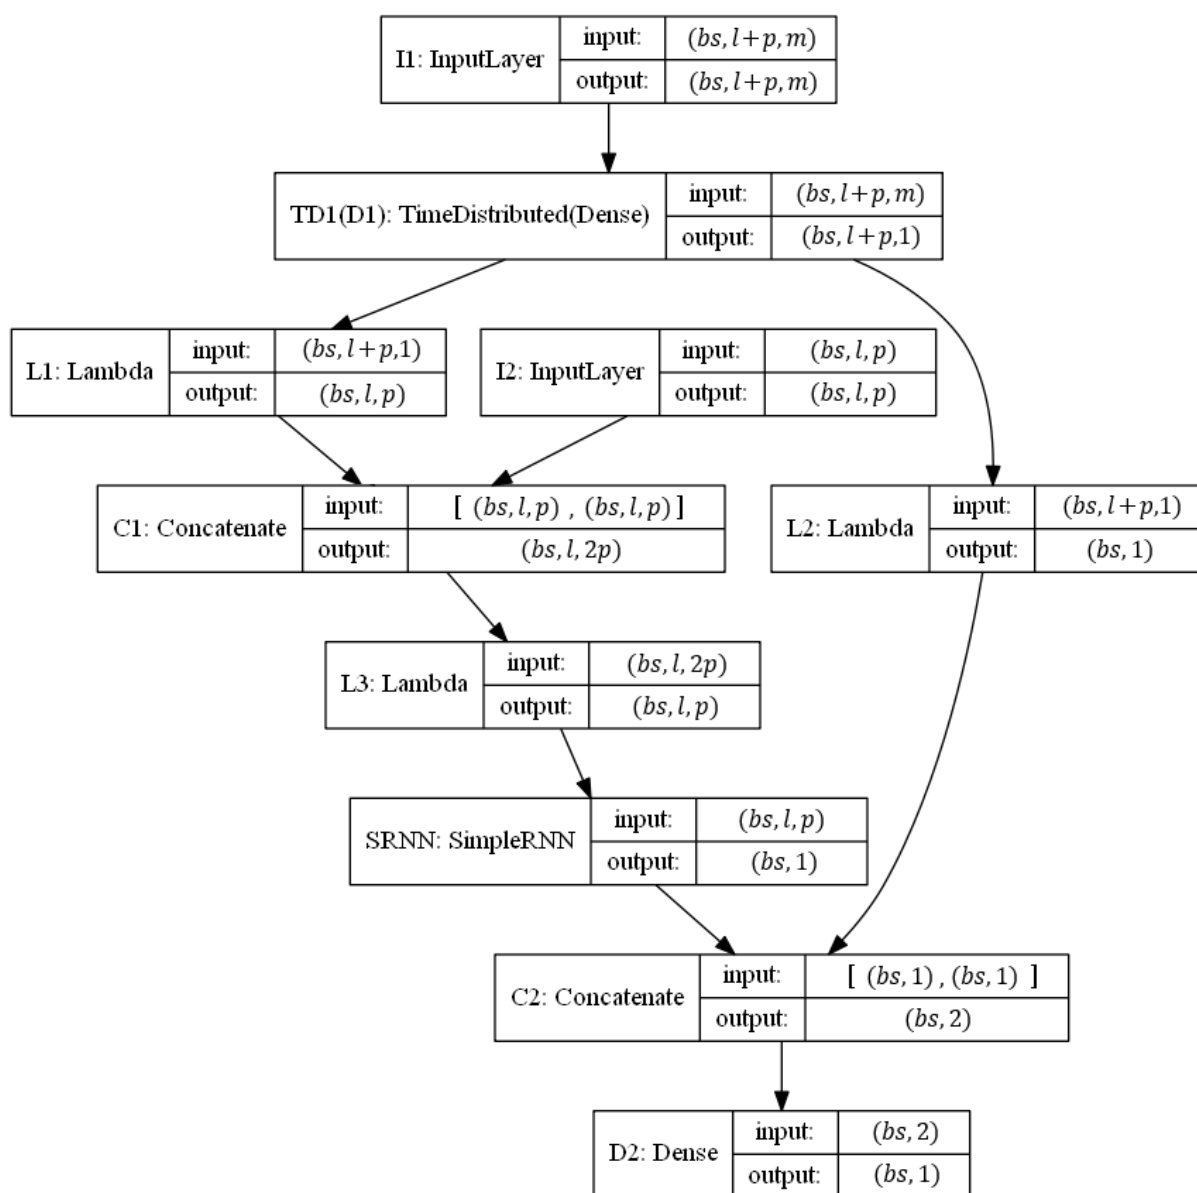 I1: InputLayer
input: (bs, l+p, m)
output: (bs, l+p, m)
TD1(D1): TimeDistributed(Dense)
input: (bs, l+p, m)
output: (bs, l+p,1)
L1: Lambda
input: (bs, l+p,1)
output: (bs, l, p)
I2: InputLayer
input: (bs, l, p)
output: (bs, l, p)
C1: Concatenate
input: [ (bs, l, p) , (bs, l, p) ]
output: (bs, l, 2p)
L2: Lambda
input: (bs, l+p,1)
output: (bs, 1)
L3: Lambda
input: (bs, l, 2p)
output: (bs, l, p)
SRNN: SimpleRNN
input: (bs, l, p)
output: (bs, 1)
C2: Concatenate
input: [ (bs, 1) , (bs, 1) ]
output: (bs, 2)
D2: Dense
input: (bs, 2)
output: (bs, 1)